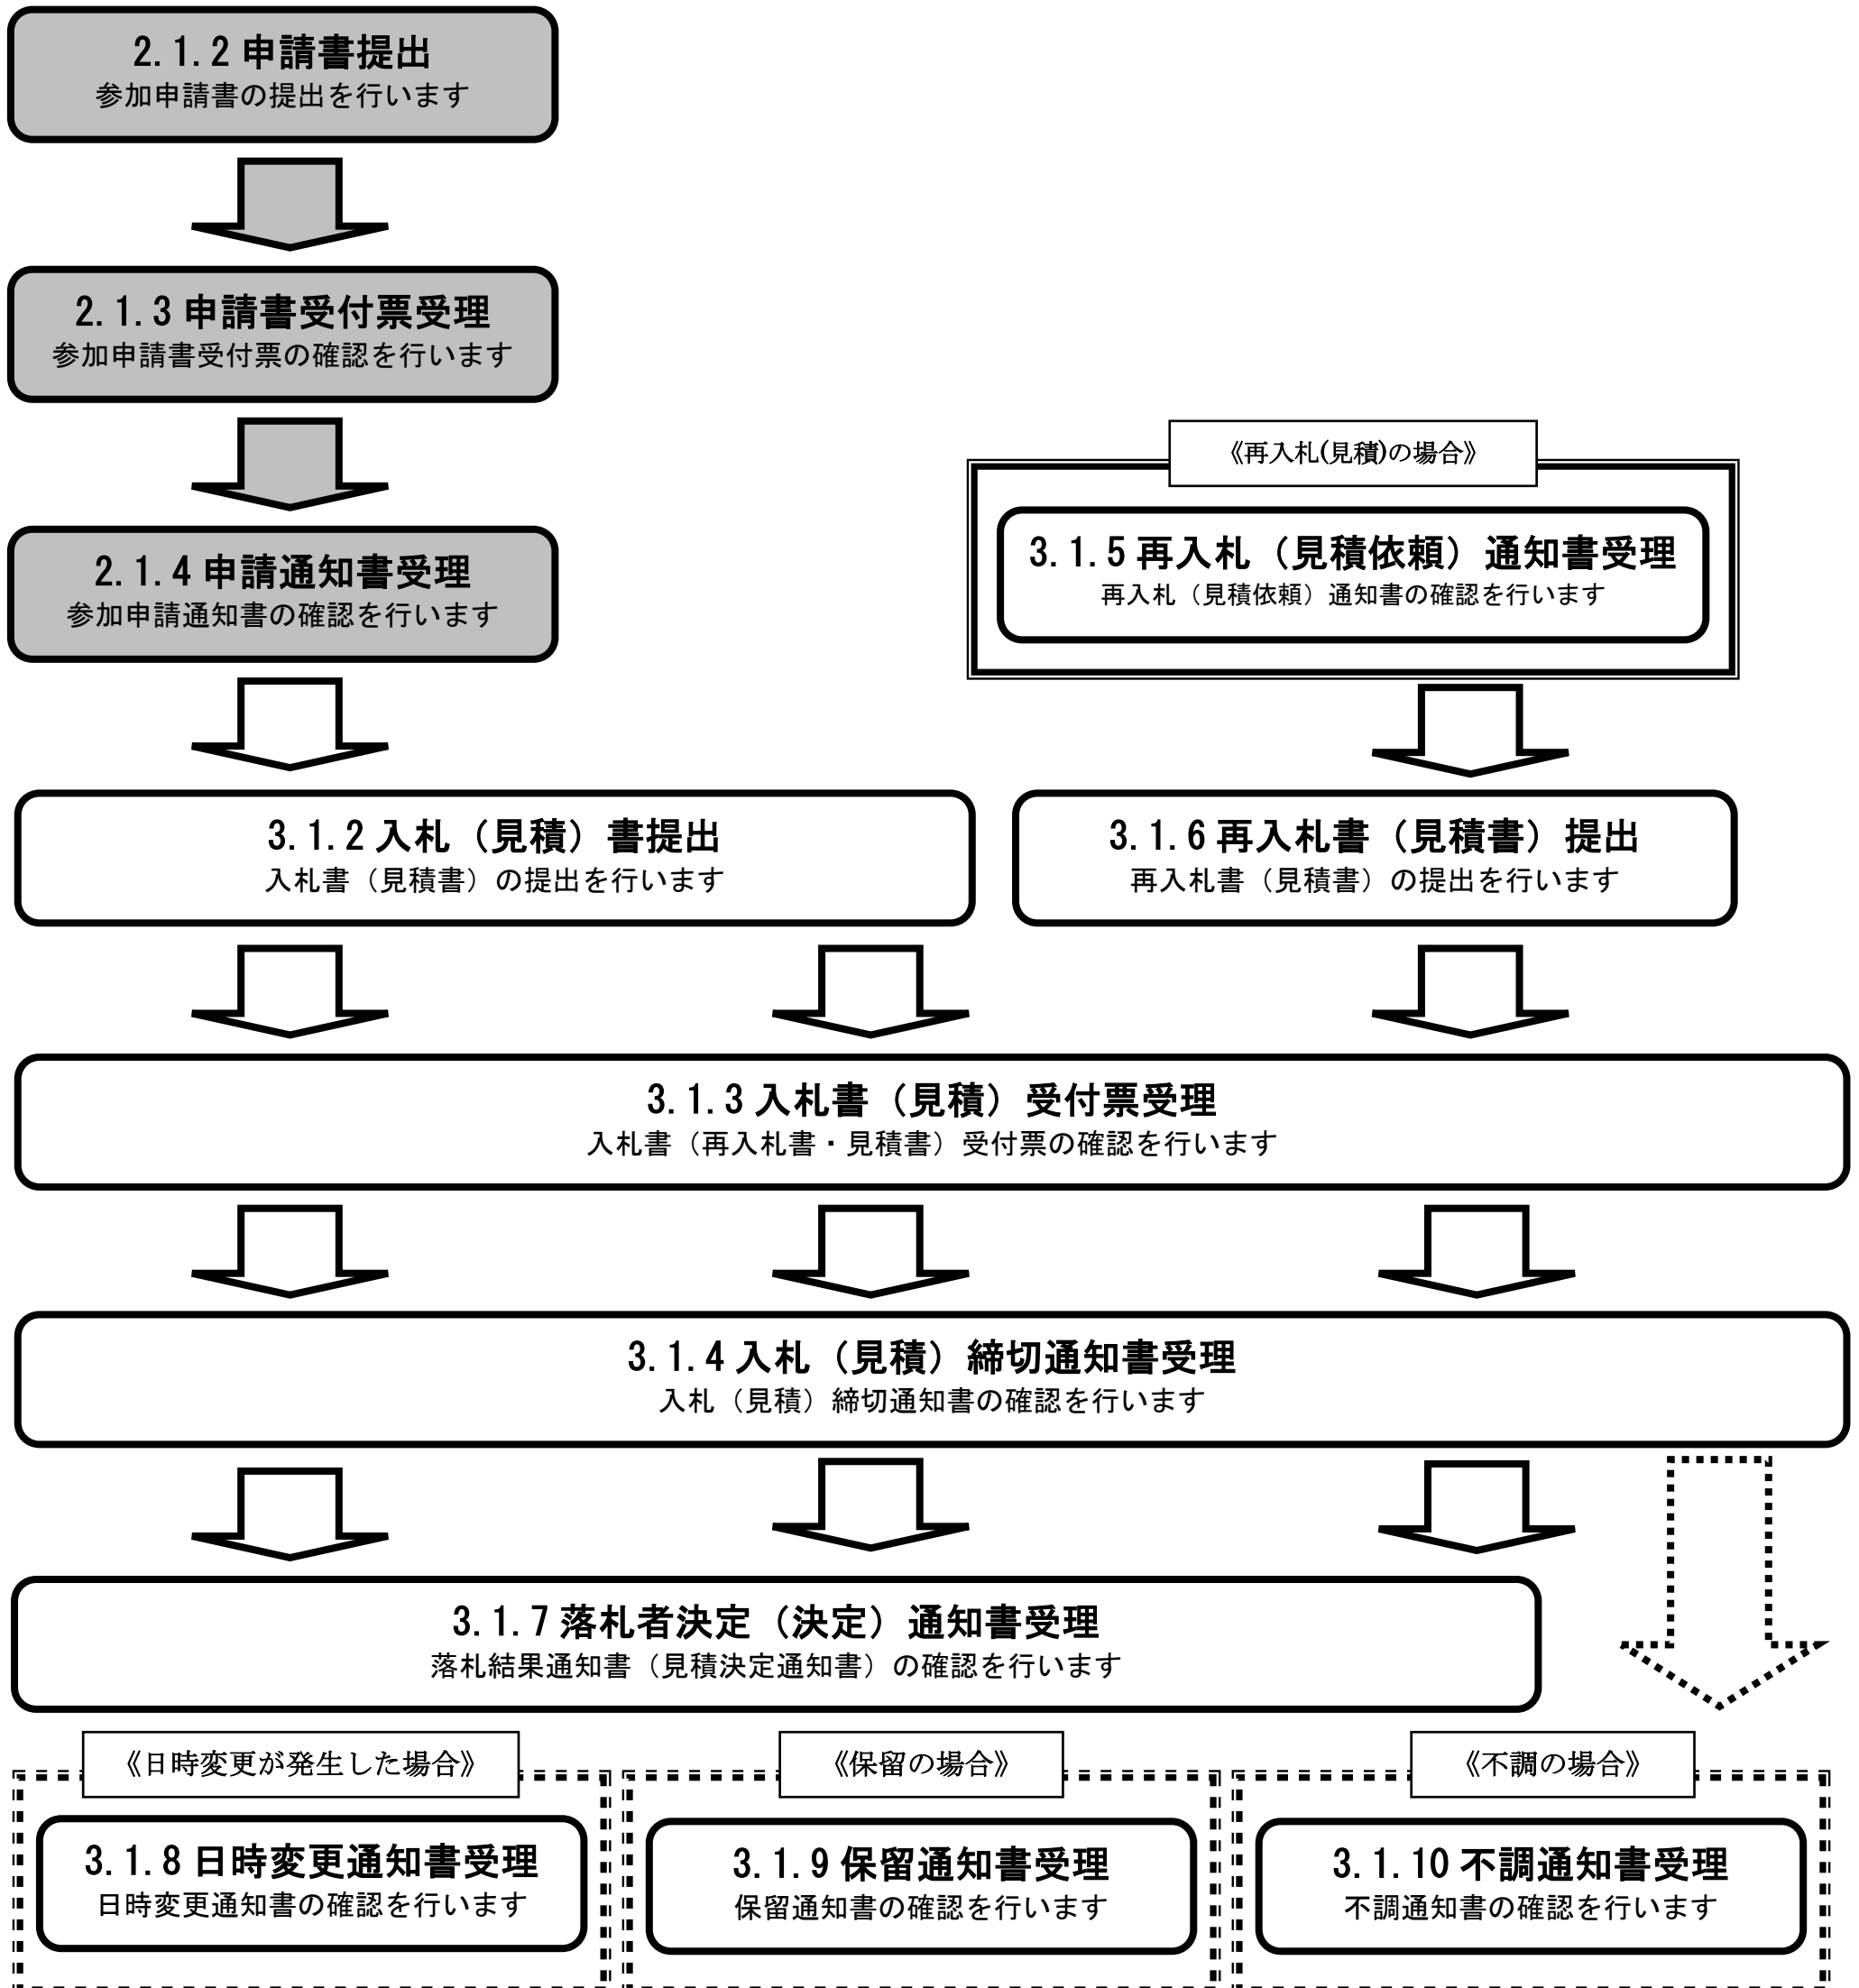 2.1.2 申請書提出
参加申請書の提出を行います
2.1.3 申請書受付票受理
参加申請書受付票の確認を行います
2.1.4 申請通知書受理
参加申請通知書の確認を行います
《再入札(見積)の場合》
3.1.5 再入札（見積依頼）通知書受理
再入札（見積依頼）通知書の確認を行います
3.1.2 入札（見積）書提出
入札書（見積書）の提出を行います
3.1.6 再入札書（見積書）提出
再入札書（見積書）の提出を行います
3.1.3 入札書（見積）受付票受理
入札書（再入札書・見積書）受付票の確認を行います
3.1.4 入札（見積）締切通知書受理
入札（見積）締切通知書の確認を行います
3.1.7 落札者決定（決定）通知書受理
落札結果通知書（見積決定通知書）の確認を行います
《日時変更が発生した場合》
3.1.8 日時変更通知書受理
日時変更通知書の確認を行います
《保留の場合》
3.1.9 保留通知書受理
保留通知書の確認を行います
《不調の場合》
3.1.10 不調通知書受理
不調通知書の確認を行います